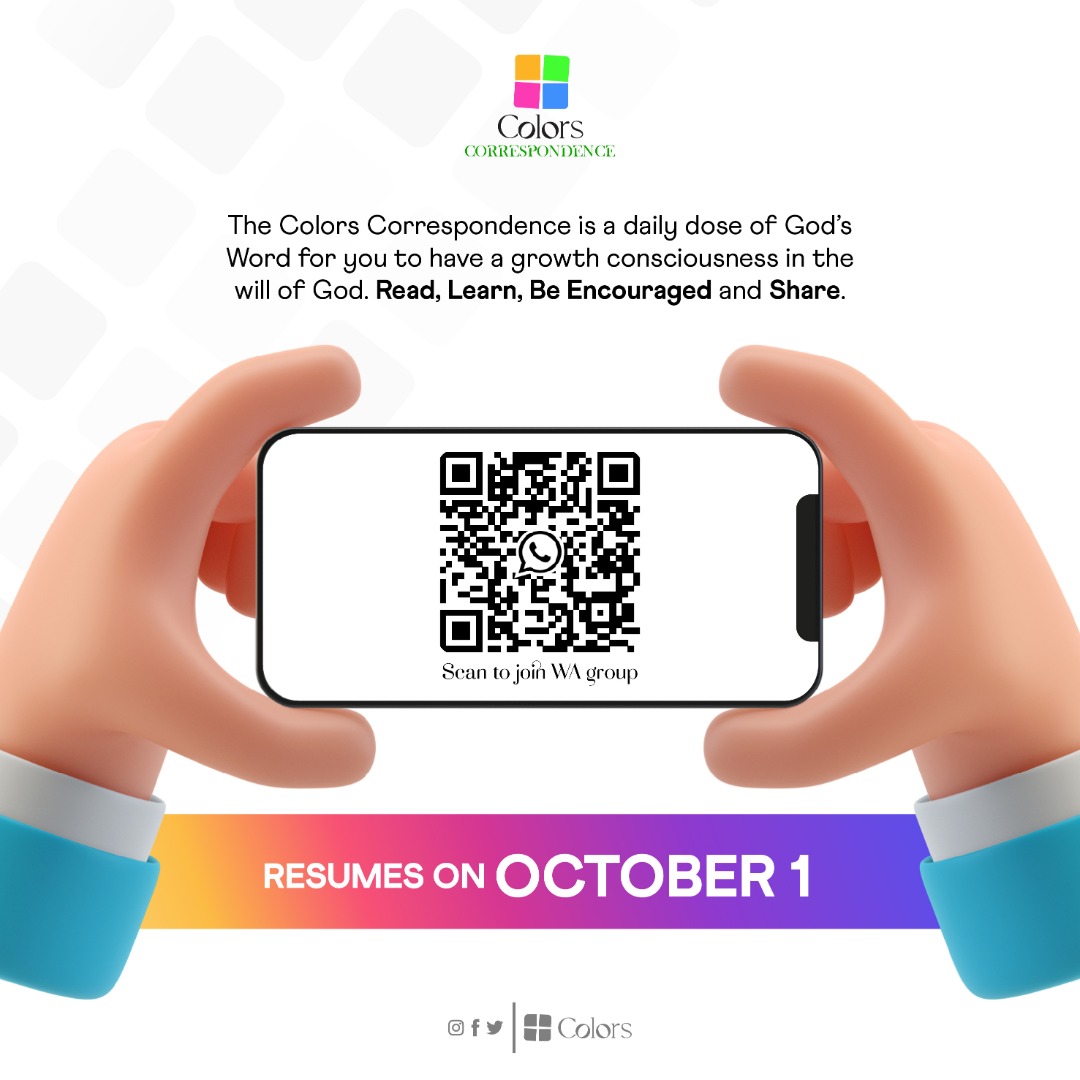 Colors
CORRESPONDENCE
The Colors Correspondence is a daily dose of God's
Word for you to have a growth consciousness in the
will of God. Read, Learn, Be Encouraged and Share.
Scan to join WA group
RESUMES ON OCTOBER 1
Colors